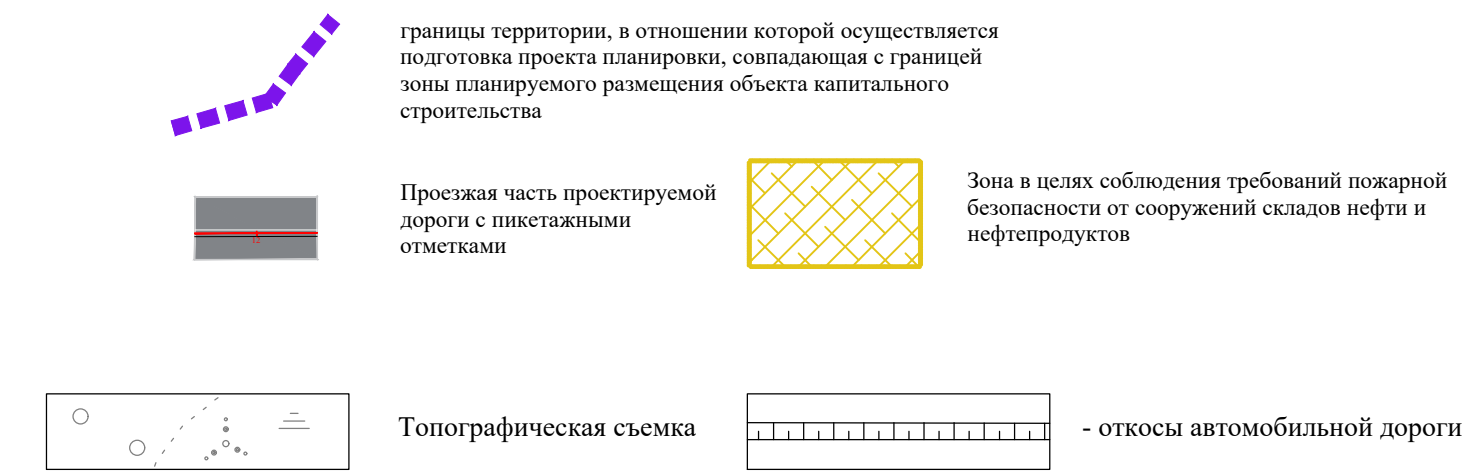 границы территории, в отношении которой осуществляется
подготовка проекта планировки, совпадающая с границей
зоны планируемого размещения объекта капитального
строительства
12
Проезжая часть проектируемой
дороги с пикетажными
отметками
Зона в целях соблюдения требований пожарной
безопасности от сооружений складов нефти и
нефтепродуктов
Топографическая съемка
- откосы автомобильной дороги